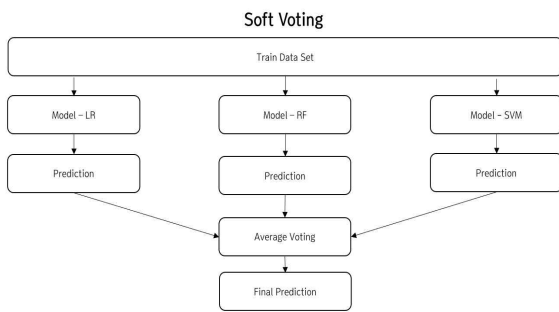 Soft Voting
Train Data Set
Model – LR
Model – RF
Model – SVM
Prediction
Prediction
Prediction
Average Voting
Final Prediction